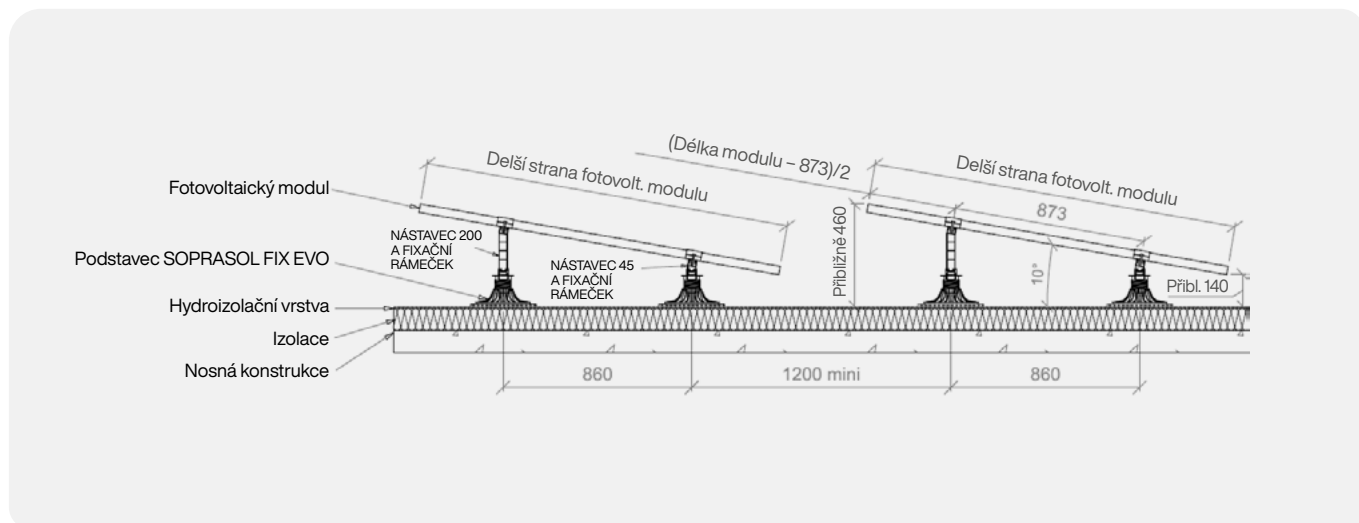 (Délka modulu – 873)/2
Delší strana fotovolt. modulu
Delší strana fotovolt. modulu
Fotovoltaický modul
873
NÁSTAVEC 200
A FIXAČNÍ
RÁMEČEK
Přibližně 460
Podstavec SOPRASOL FIX EVO
NÁSTAVEC 45
A FIXAČNÍ
RÁMEČEK
10°
Přibl. 140
Hydroizolační vrstva
Izolace
Nosná konstrukce
860
1200 mini
860